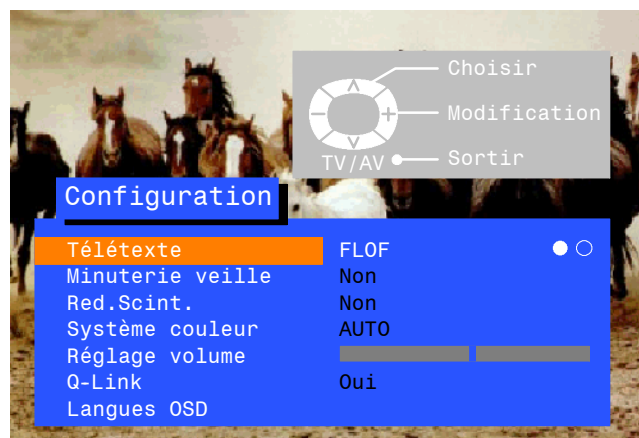 Choisir
Modification
TV/AV Sortir
Configuration
Télétexte FLOF
Minuterie veille Non
Red.Scint. Non
Système couleur AUTO
Réglage volume
Q-Link Oui
Langues OSD